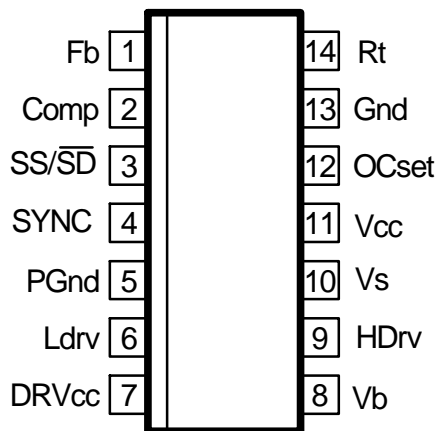 Fb 1 14 Rt
Comp 2 13 Gnd
SS/S̅D̅ 3 12 OCset
SYNC 4 11 Vcc
PGnd 5 10 Vs
Ldrv 6 9 HDrv
DRVcc 7 8 Vb